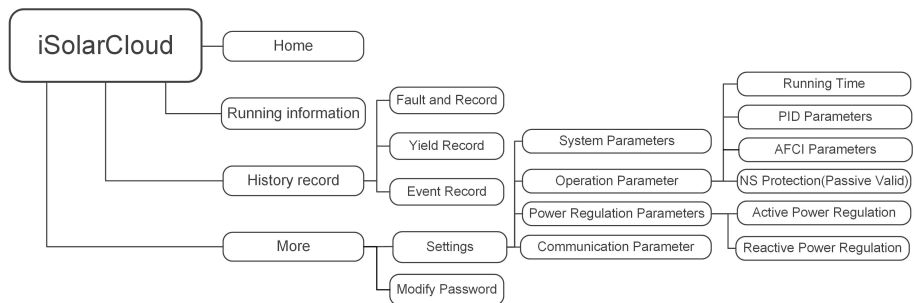 iSolarCloud
Home
Running information
History record
Fault and Record
Yield Record
Event Record
More
Settings
Modify Password
System Parameters
Operation Parameter
Power Regulation Parameters
Communication Parameter
Running Time
PID Parameters
AFCI Parameters
NS Protection(Passive Valid)
Active Power Regulation
Reactive Power Regulation